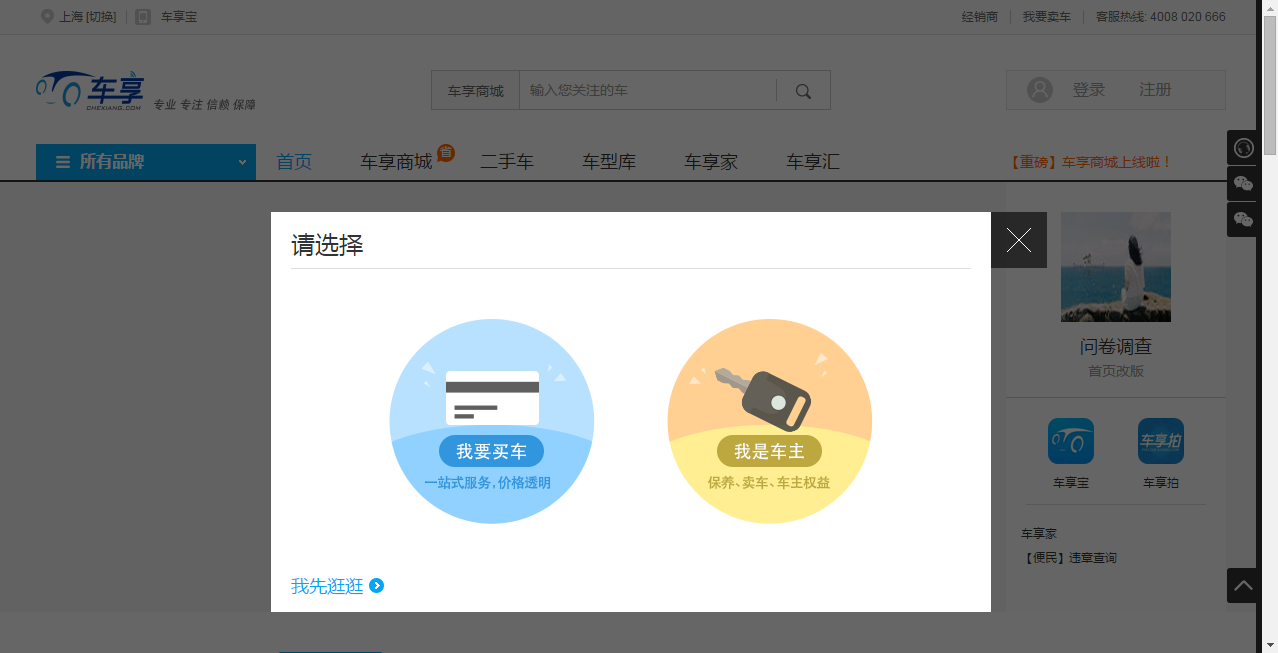 上海 [切换] 车享宝 经销商 我要卖车 客服热线: 4008 020 666
车享 CHEXIANG.COM 专业 专注 信赖 保障
车享商城 输入您关注的车
登录 注册
所有品牌 首页 车享商城 二手车 车型库 车享家 车享汇 【重磅】车享商城上线啦！
请选择
我要买车
一站式服务,价格透明
我是车主
保养、卖车、车主权益
我先逛逛
问卷调查
首页改版
车享拍
车享宝 车享拍
车享家
【便民】违章查询